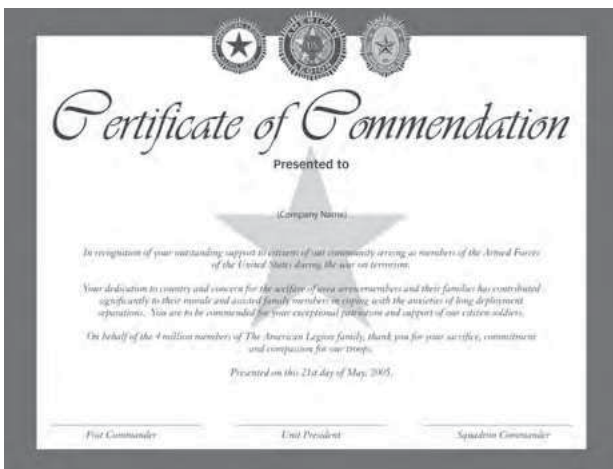 AMERICAN
LEGION
Certificate of Commendation
Presented to
(Company Name)
In recognition of your outstanding support to citizens of our community serving as members of the Armed Forces
of the United States during the war on terrorism.
Your dedication to country and concern for the welfare of area servicemembers and their families has contributed
significantly to their morale and assisted family members in coping with the anxieties of long deployment
separations. You are to be commended for your exceptional patriotism and support of our citizen soldiers.
On behalf of the 4 million members of The American Legion family, thank you for your sacrifice, commitment
and compassion for our troops.
Presented on this 21st day of May, 2005.
Post Commander
Unit President
Squadron Commander